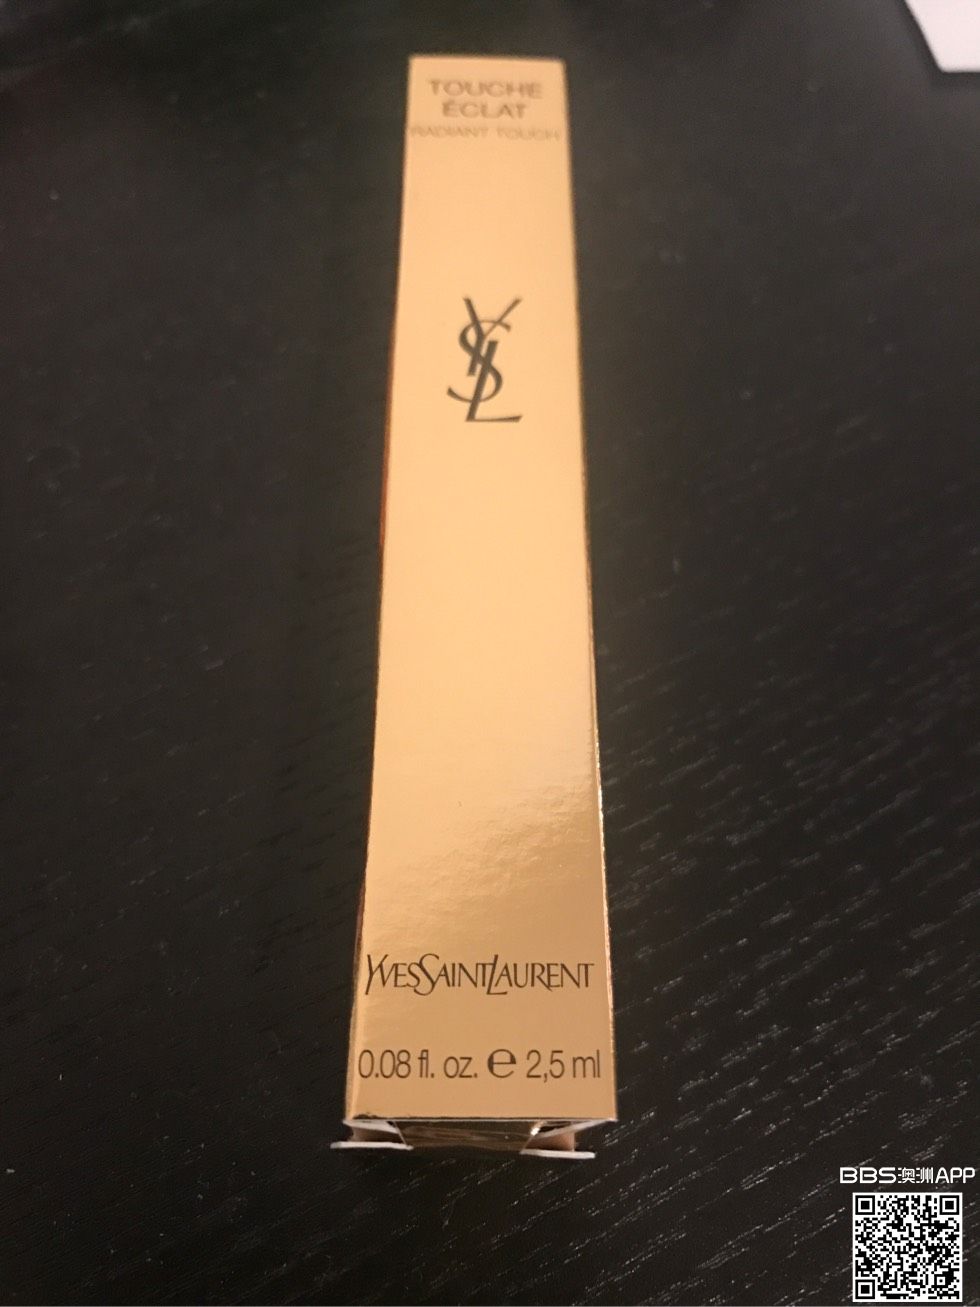 TOUCHE
ÉCLAT
RADIANT TOUCH
YSL
YVESSAINTLAURENT
0.08 fl. oz. e 2,5 ml
BBS澳洲APP